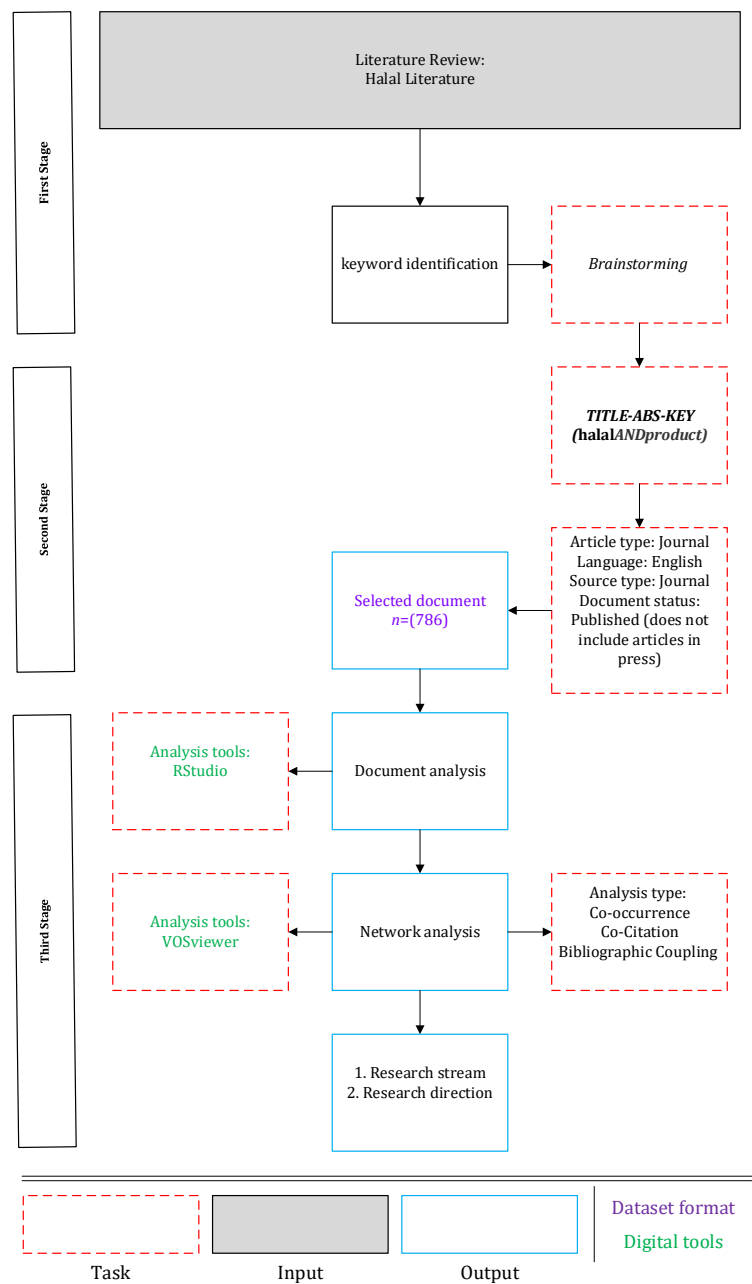 Literature Review:
Halal Literature
First Stage
keyword identification
Brainstorming
Second Stage
TITLE-ABS-KEY
(halalANDproduct)
Article type: Journal
Language: English
Source type: Journal
Document status:
Published (does not
include articles in
press)
Selected document
n=(786)
Third Stage
Analysis tools:
RStudio
Document analysis
Analysis tools:
VOSviewer
Network analysis
Analysis type:
Co-occurrence
Co-Citation
Bibliographic Coupling
1. Research stream
2. Research direction
Task
Input
Output
Dataset format
Digital tools